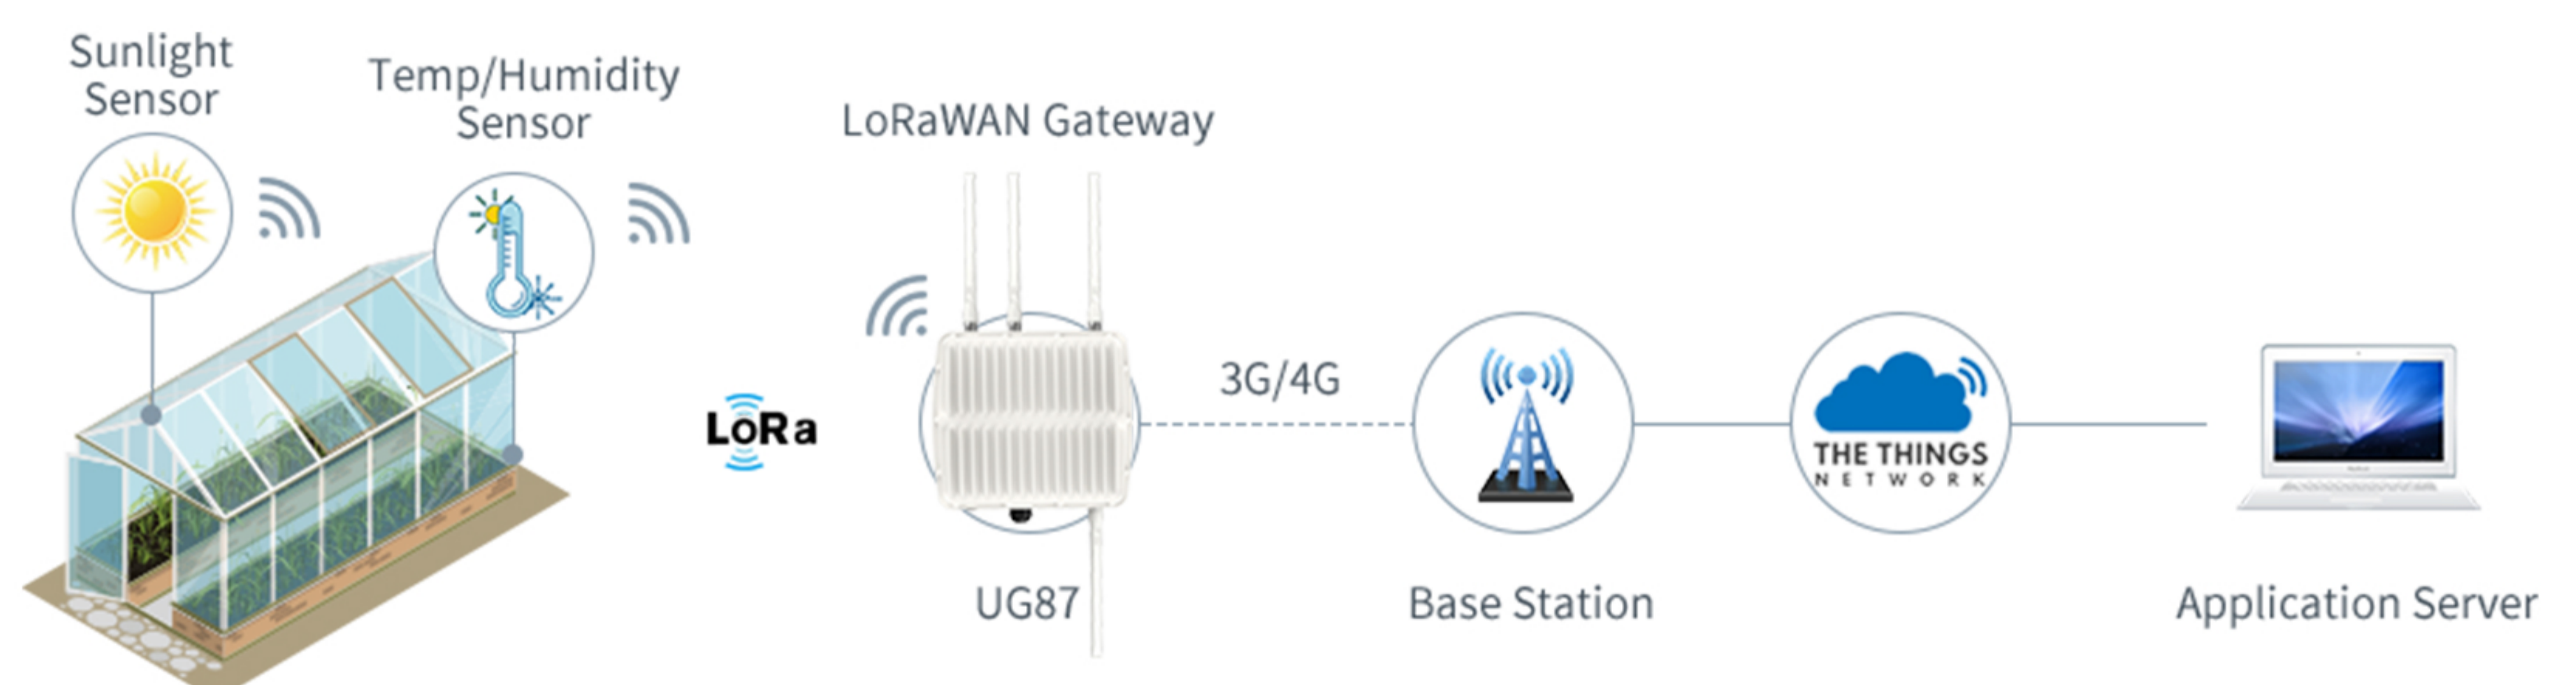 Sunlight
Sensor
Temp/Humidity
Sensor
LoRaWAN Gateway
LoRa
3G/4G
THE THINGS
NETWORK
UG87
Base Station
Application Server